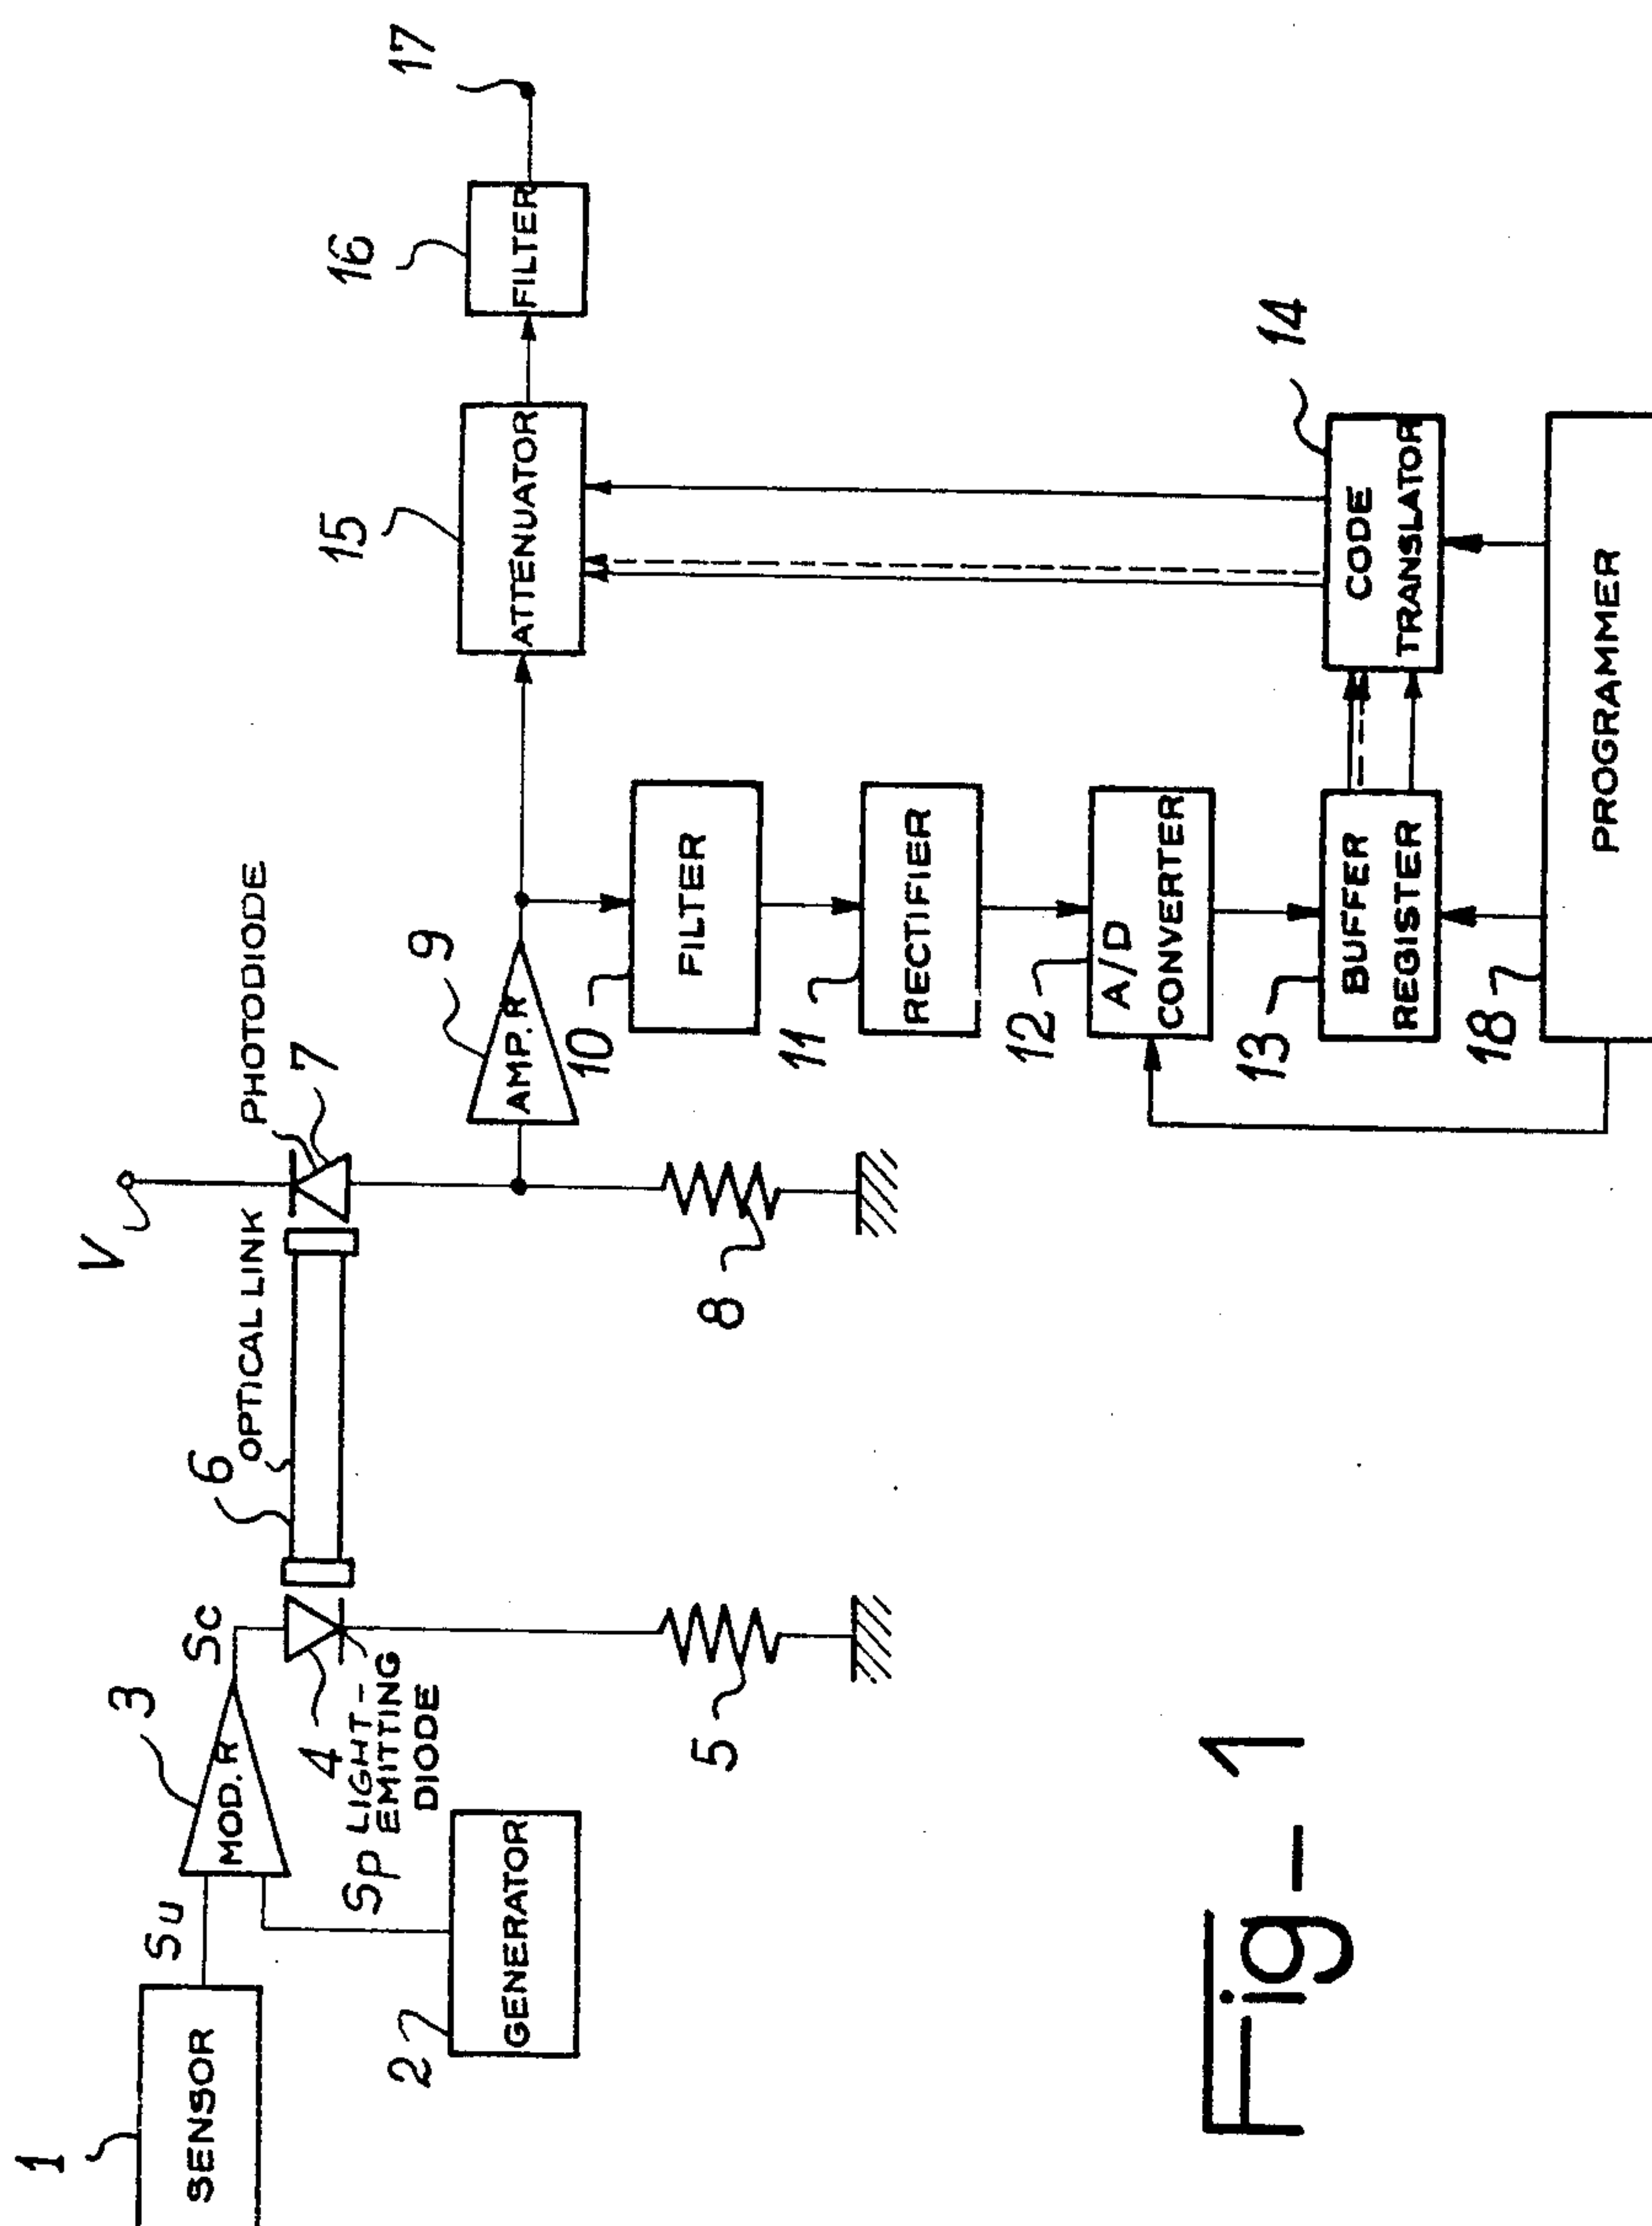 1
SENSOR
Su
2
GENERATOR
Sp
3
MOD. R
Sc
4
LIGHT-
EMITTING
DIODE
5
6
OPTICAL LINK
V
PHOTODIODE
7
8
9
AMP. R
10
FILTER
11
RECTIFIER
12
A/D
CONVERTER
13
BUFFER
REGISTER
14
CODE
TRANSLATOR
15
ATTENUATOR
16
FILTER
17
18
PROGRAMMER
Fig-1